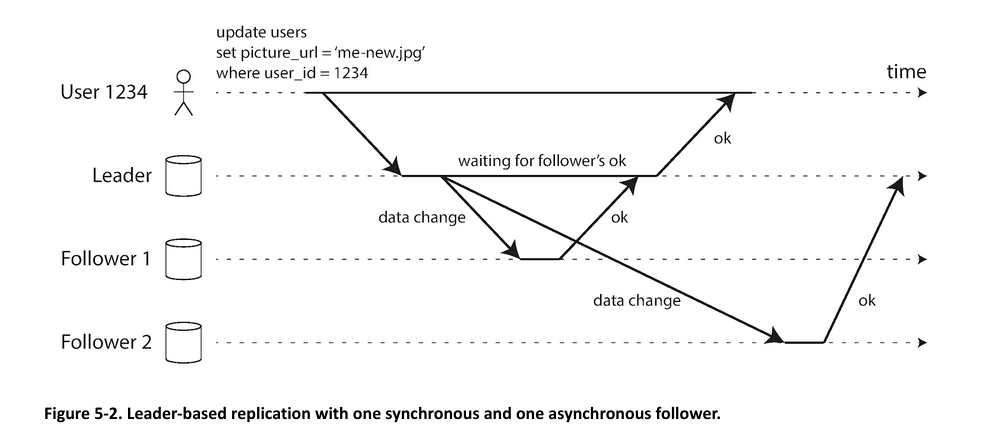 update users
set picture_url = ‘me-new.jpg’
where user_id = 1234
time
User 1234
ok
waiting for follower’s ok
Leader
data change
ok
Follower 1
data change
ok
Follower 2
Figure 5-2. Leader-based replication with one synchronous and one asynchronous follower.